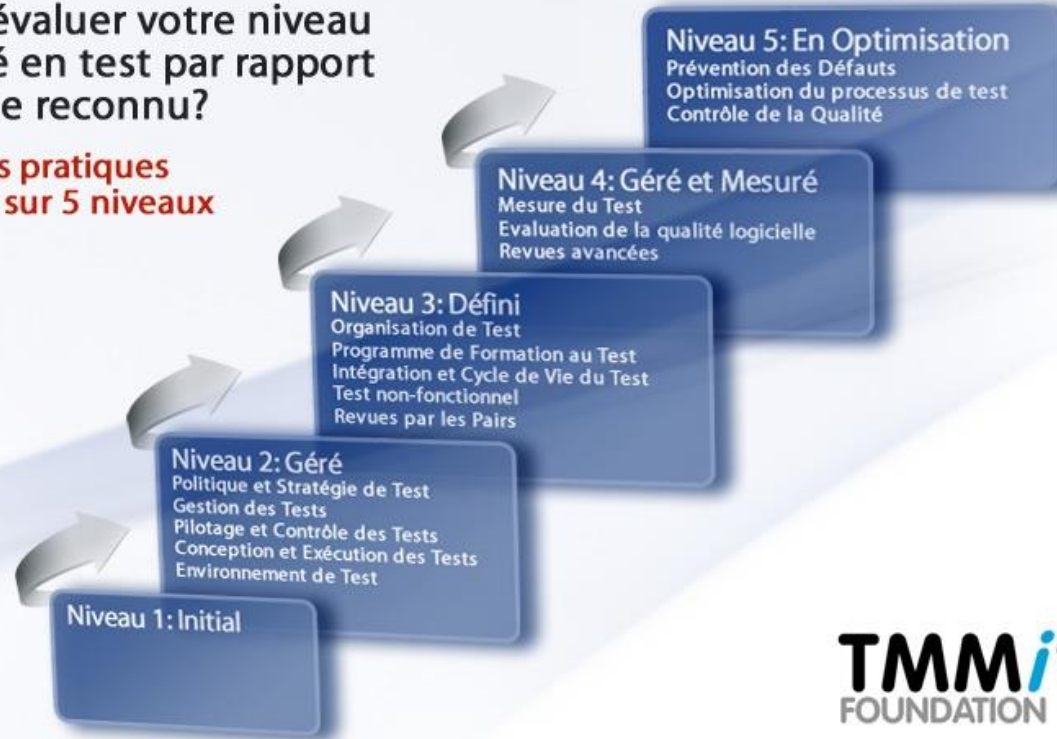 évaluer votre niveau
é en test par rapport
e reconnu?
s pratiques
sur 5 niveaux
Niveau 5: En Optimisation
Prévention des Défauts
Optimisation du processus de test
Contrôle de la Qualité
Niveau 4: Géré et Mesuré
Mesure du Test
Evaluation de la qualité logicielle
Revues avancées
Niveau 3: Défini
Organisation de Test
Programme de Formation au Test
Intégration et Cycle de Vie du Test
Test non-fonctionnel
Revues par les Pairs
Niveau 2: Géré
Politique et Stratégie de Test
Gestion des Tests
Pilotage et Contrôle des Tests
Conception et Exécution des Tests
Environnement de Test
Niveau 1: Initial
TMMi
FOUNDATION